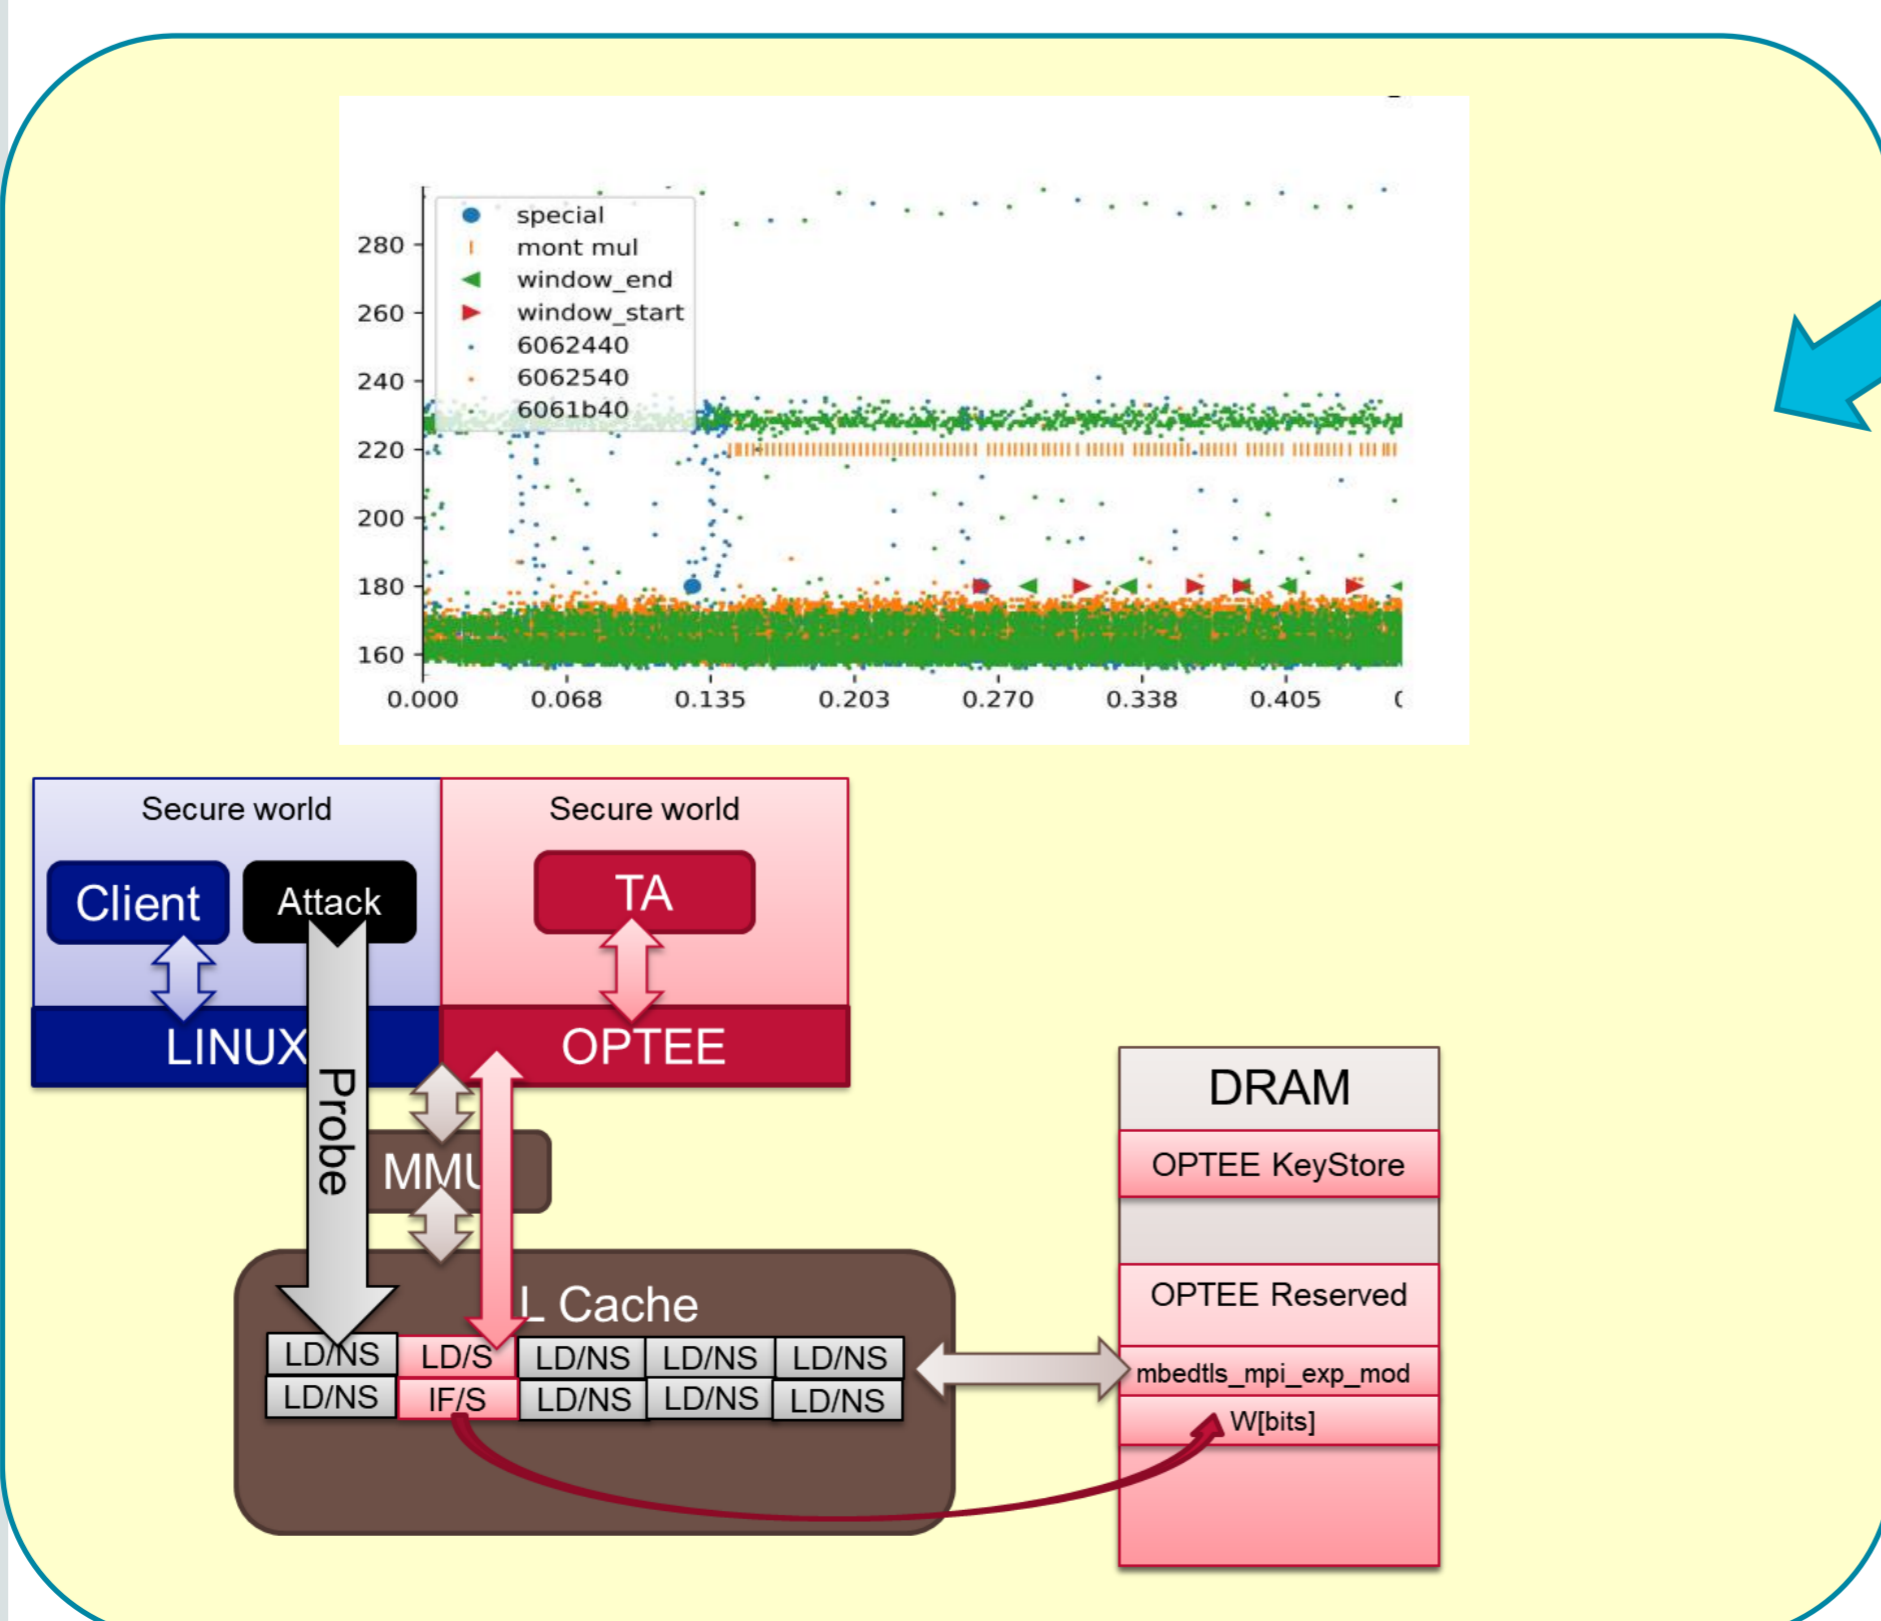 special
mont mul
window_end
window_start
6062440
6062540
6061b40
280
260
240
220
200
180
160
0.000 0.068 0.135 0.203 0.270 0.338 0.405
Secure world Secure world
Client Attack TA
LINUX OPTEE
Probe
MMU
DRAM
OPTEE KeyStore
OPTEE Reserved
mbedtls_mpi_exp_mod
W[bits]
L Cache
LD/NS LD/S LD/NS LD/NS LD/NS
LD/NS IF/S LD/NS LD/NS LD/NS